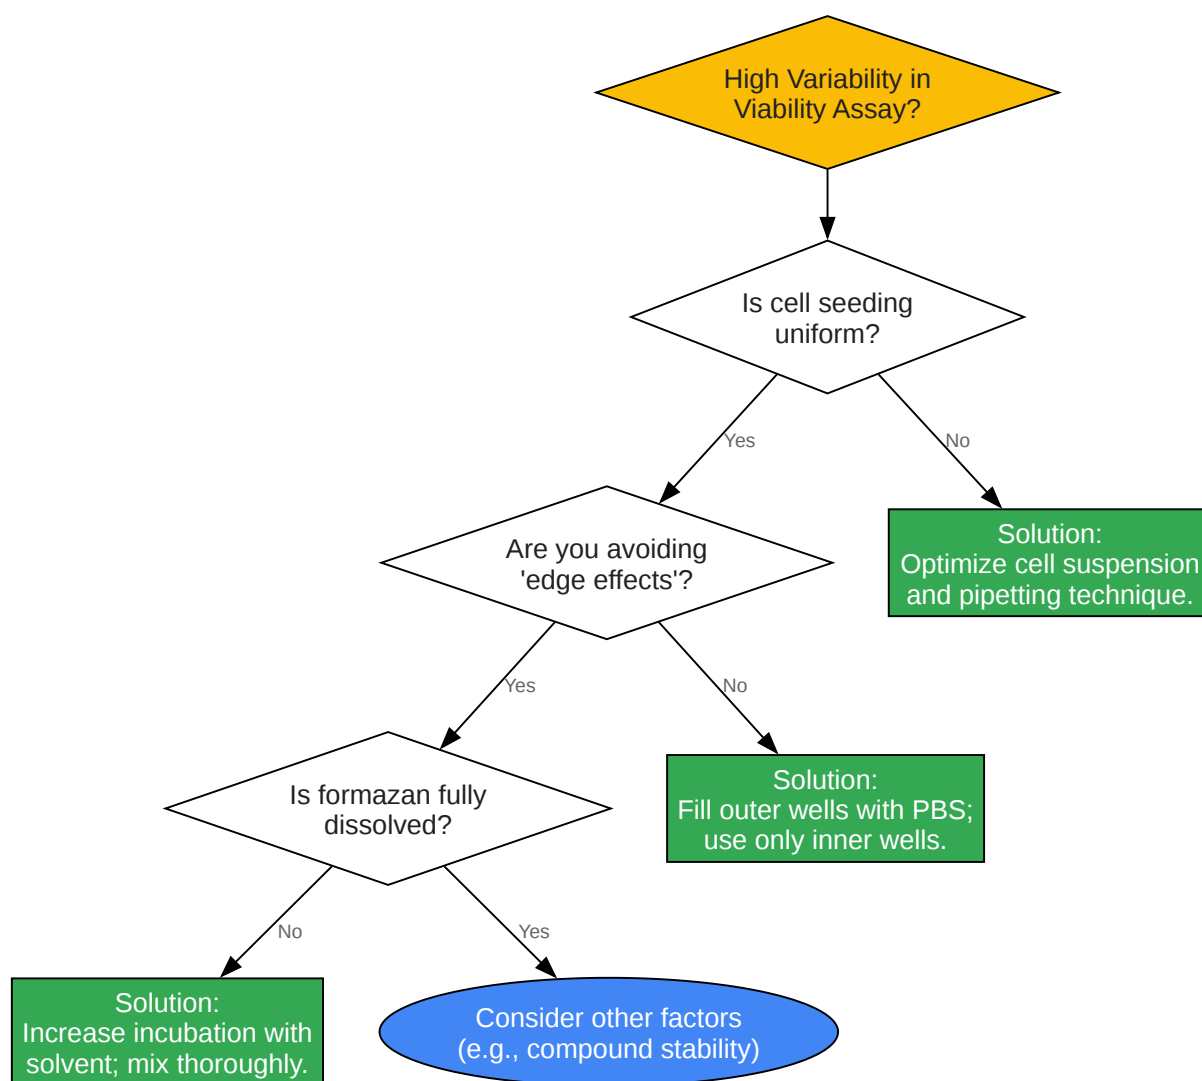 High Variability in
Viability Assay?
Is cell seeding
uniform?
Yes
No
Are you avoiding
'edge effects'?
Solution:
Optimize cell suspension
and pipetting technique.
Yes
No
Is formazan fully
dissolved?
Solution:
Fill outer wells with PBS;
use only inner wells.
No
Yes
Solution:
Increase incubation with
solvent; mix thoroughly.
Consider other factors
(e.g., compound stability)